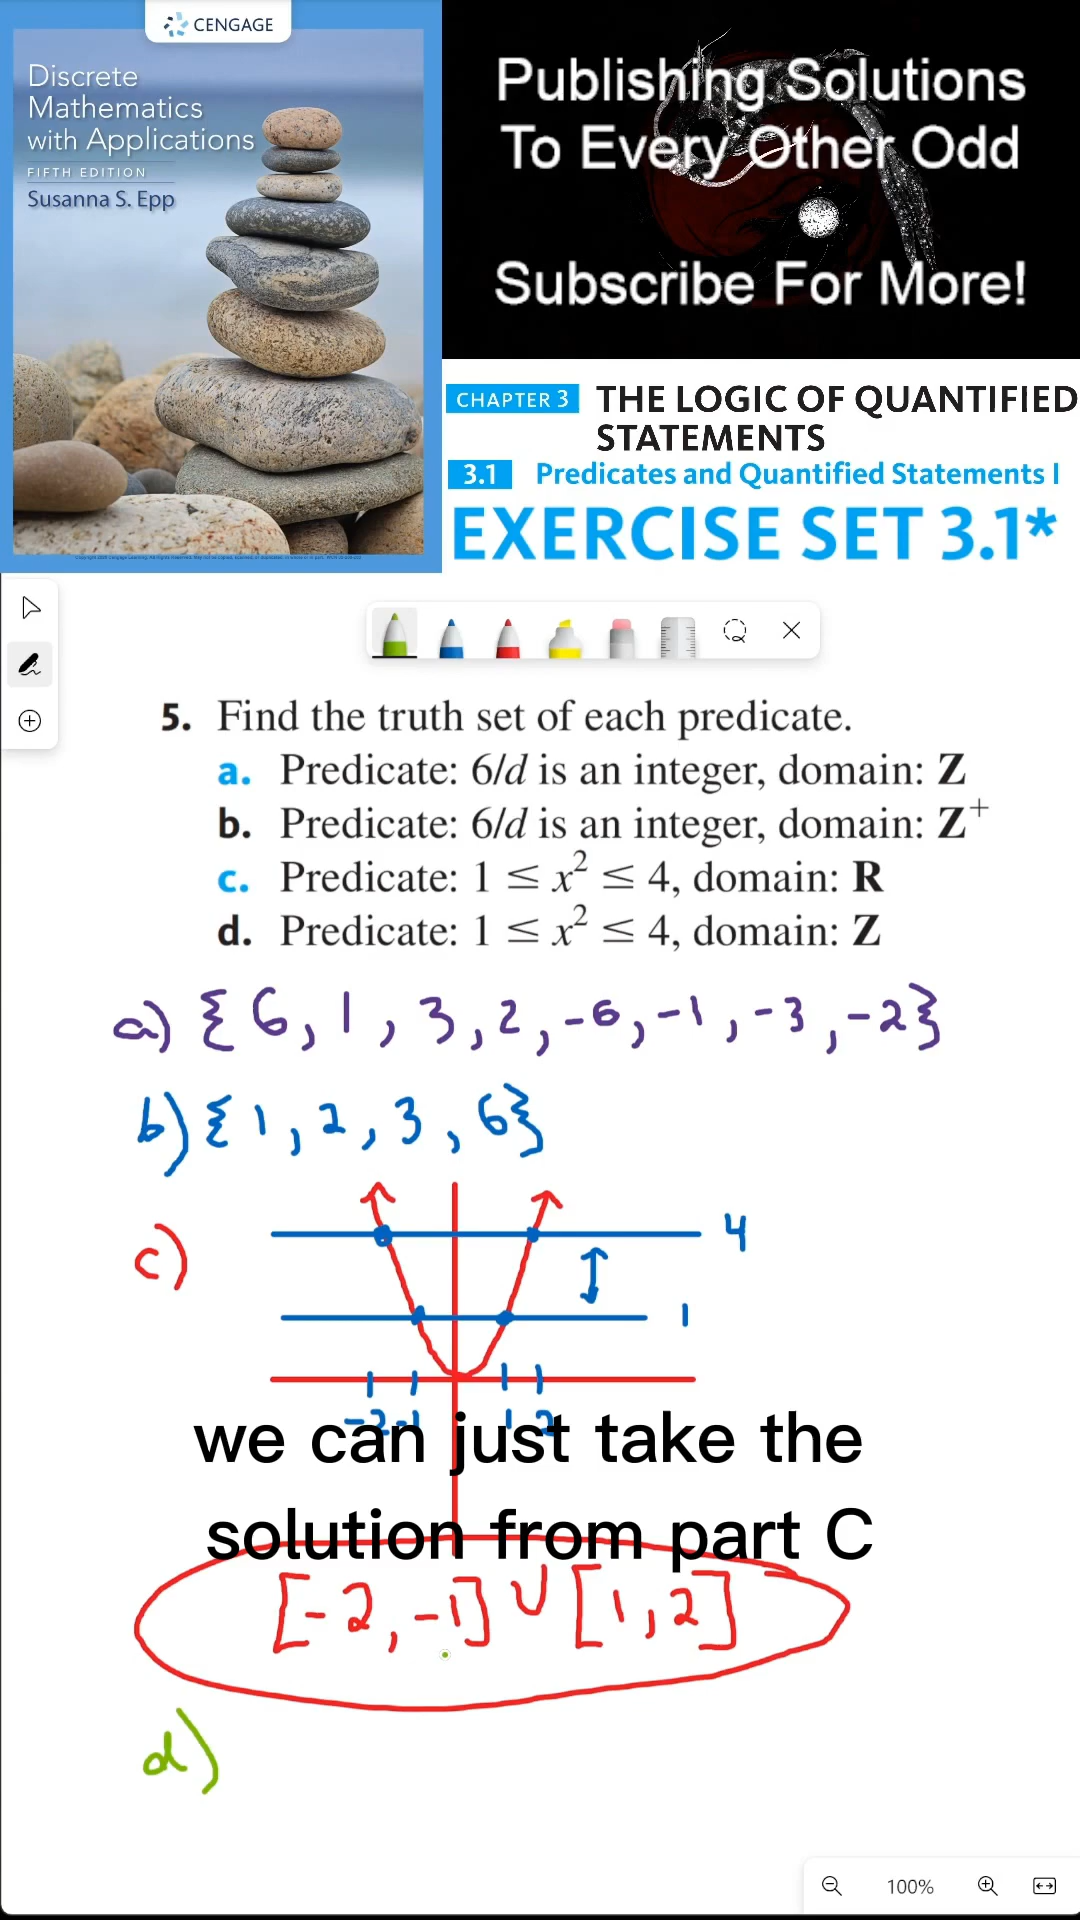 CENGAGE
Discrete
Mathematics
with Applications
FIFTH EDITION
Susanna S. Epp
Publishing Solutions
To Every Other Odd
Subscribe For More!
CHAPTER 3 THE LOGIC OF QUANTIFIED
STATEMENTS
3.1 Predicates and Quantified Statements I
EXERCISE SET 3.1*
5. Find the truth set of each predicate.
a. Predicate: 6/d is an integer, domain: Z
b. Predicate: 6/d is an integer, domain: Z⁺
c. Predicate: 1 ≤ x² ≤ 4, domain: R
d. Predicate: 1 ≤ x² ≤ 4, domain: Z
a) {6, 1, 3, 2, -6, -1, -3, -2}
b) {1, 2, 3, 6}
c)
4
1
-2 -1 1 2
we can just take the
solution from part C
[-2, -1] ∪ [1, 2]
d)
100%